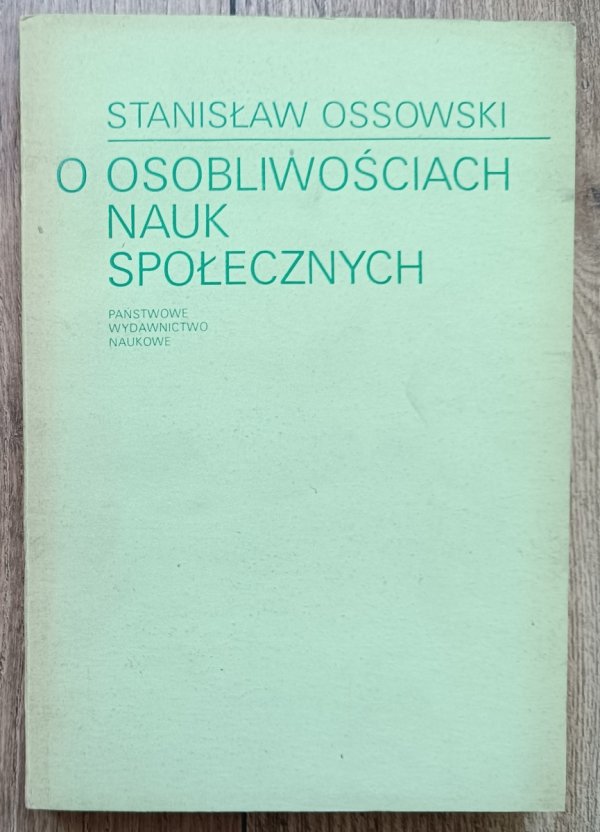 STANISŁAW OSSOWSKI
O OSOBLIWOŚCIACH
NAUK
SPOŁECZNYCH
PAŃSTWOWE
WYDAWNICTWO
NAUKOWE